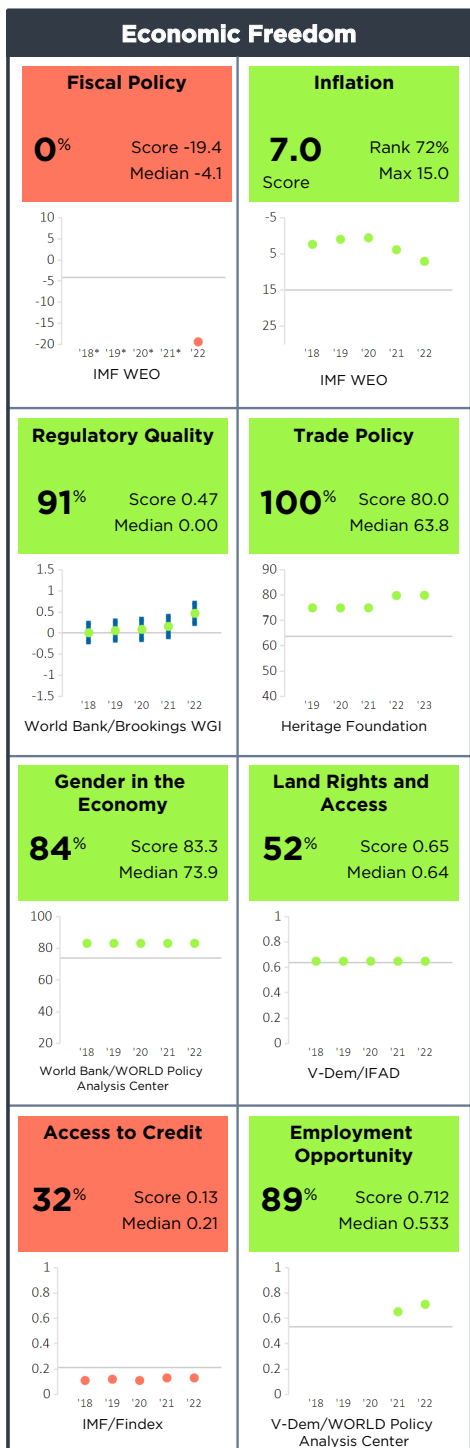 Economic Freedom
Fiscal Policy
0%
Score -19.4
Median -4.1
10
5
0
-5
-10
-15
-20
'18* '19* '20* '21* '22
IMF WEO
Inflation
7.0
Score
Rank 72%
Max 15.0
-5
5
15
25
'18 '19 '20 '21 '22
IMF WEO
Regulatory Quality
91%
Score 0.47
Median 0.00
1.5
1
0.5
0
-0.5
-1
-1.5
'18 '19 '20 '21 '22
World Bank/Brookings WGI
Trade Policy
100%
Score 80.0
Median 63.8
90
80
70
60
50
40
'19 '20 '21 '22 '23
Heritage Foundation
Gender in the
Economy
84%
Score 83.3
Median 73.9
100
80
60
40
20
'18 '19 '20 '21 '22
World Bank/WORLD Policy
Analysis Center
Land Rights and
Access
52%
Score 0.65
Median 0.64
1
0.8
0.6
0.4
0.2
0
'18 '19 '20 '21 '22
V-Dem/IFAD
Access to Credit
32%
Score 0.13
Median 0.21
1
0.8
0.6
0.4
0.2
0
'18 '19 '20 '21 '22
IMF/Findex
Employment
Opportunity
89%
Score 0.712
Median 0.533
1
0.8
0.6
0.4
0.2
0
'18 '19 '20 '21 '22
V-Dem/WORLD Policy
Analysis Center